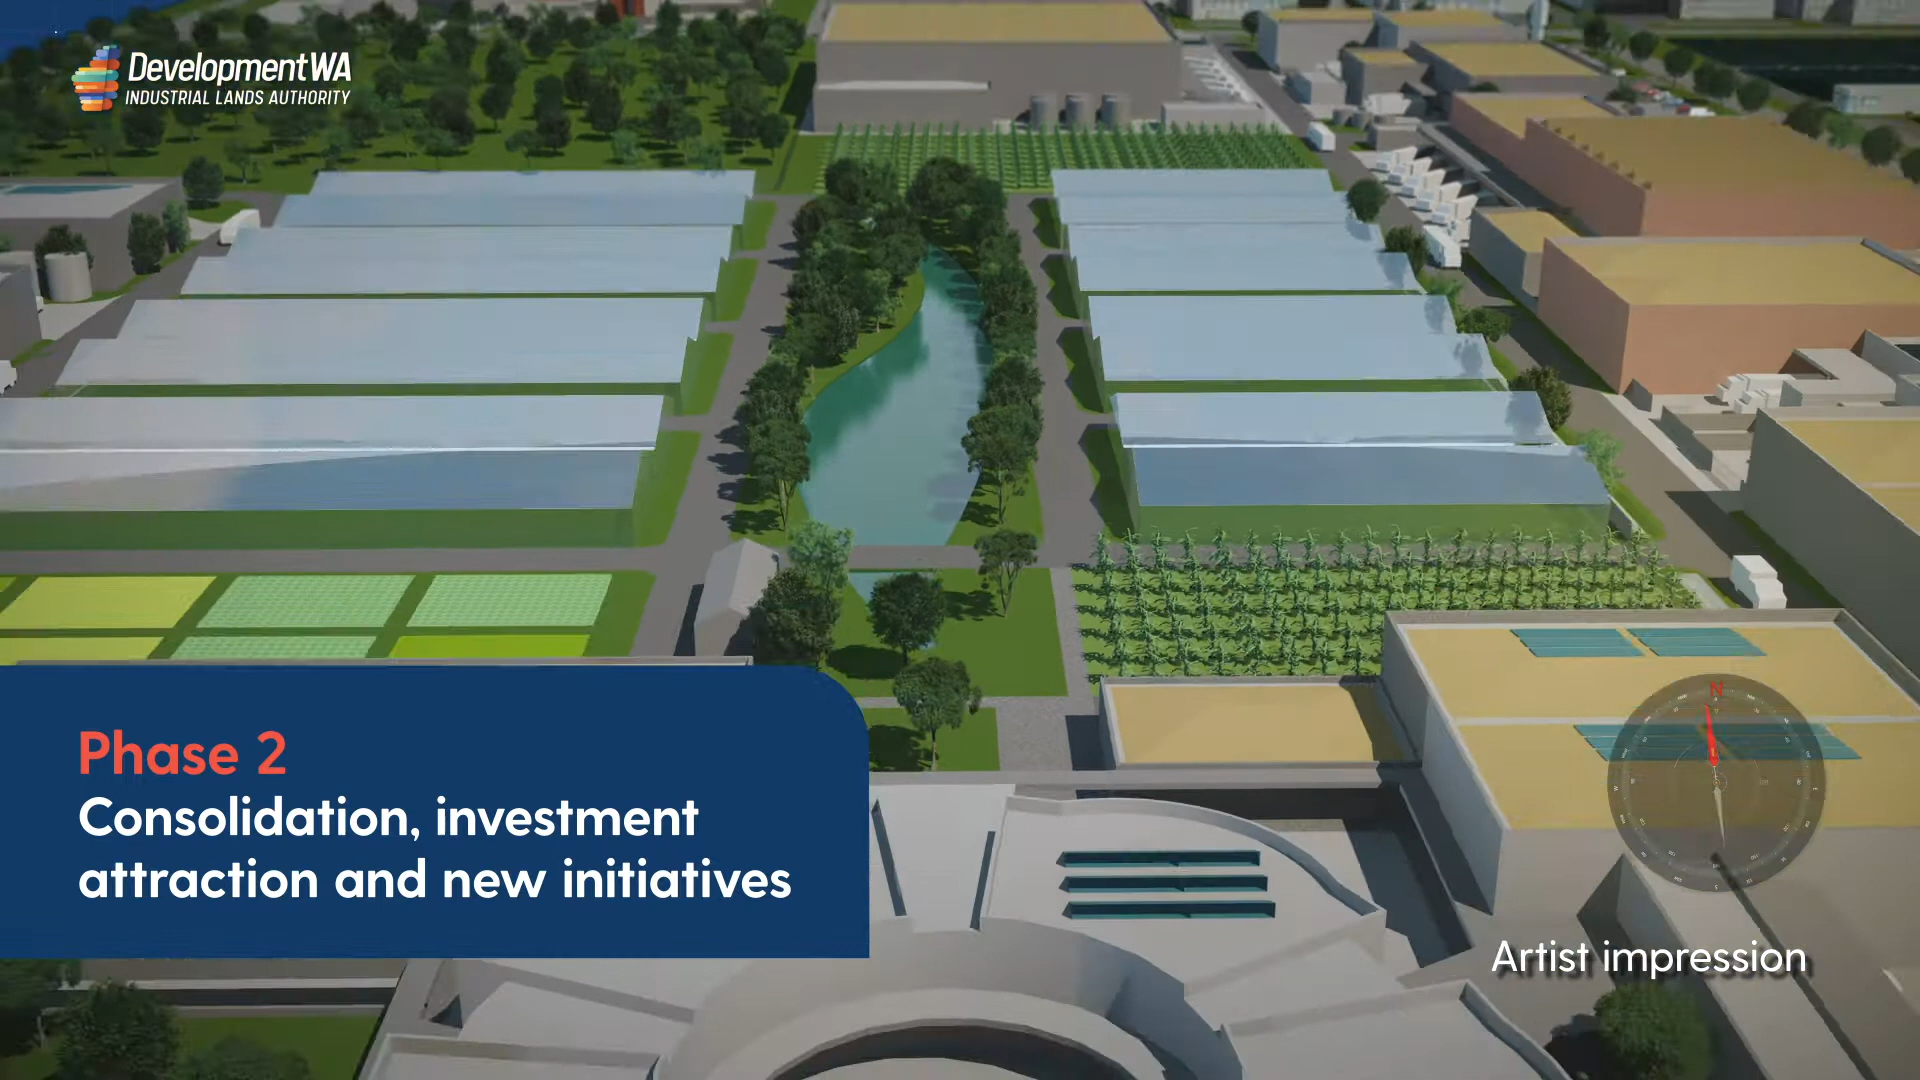 DevelopmentWA
INDUSTRIAL LANDS AUTHORITY
Phase 2
Consolidation, investment
attraction and new initiatives
N
Artist impression